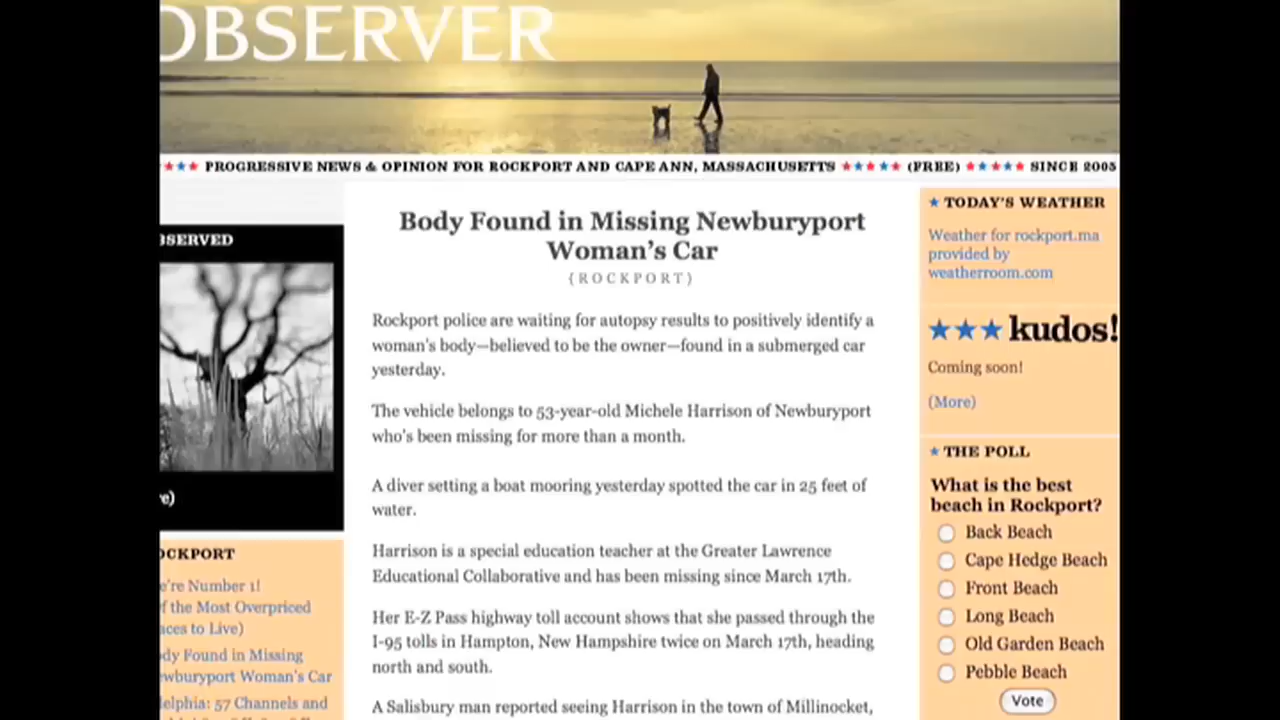 OBSERVER
★★★ PROGRESSIVE NEWS & OPINION FOR ROCKPORT AND CAPE ANN, MASSACHUSETTS ★★★★★ (FREE) ★★★★★ SINCE 2005
BSERVED
re)
OCKPORT
e're Number 1!
f the Most Overpriced
aces to Live)
dy Found in Missing
ewburyport Woman's Car
delphia: 57 Channels and
Body Found in Missing Newburyport
Woman's Car
{ROCKPORT}
Rockport police are waiting for autopsy results to positively identify a
woman's body—believed to be the owner—found in a submerged car
yesterday.
The vehicle belongs to 53-year-old Michele Harrison of Newburyport
who's been missing for more than a month.
A diver setting a boat mooring yesterday spotted the car in 25 feet of
water.
Harrison is a special education teacher at the Greater Lawrence
Educational Collaborative and has been missing since March 17th.
Her E-Z Pass highway toll account shows that she passed through the
I-95 tolls in Hampton, New Hampshire twice on March 17th, heading
north and south.
A Salisbury man reported seeing Harrison in the town of Millinocket,
★ TODAY'S WEATHER
Weather for rockport.ma
provided by
weatherroom.com
★★★ kudos!
Coming soon!
(More)
★ THE POLL
What is the best
beach in Rockport?
Back Beach
Cape Hedge Beach
Front Beach
Long Beach
Old Garden Beach
Pebble Beach
Vote